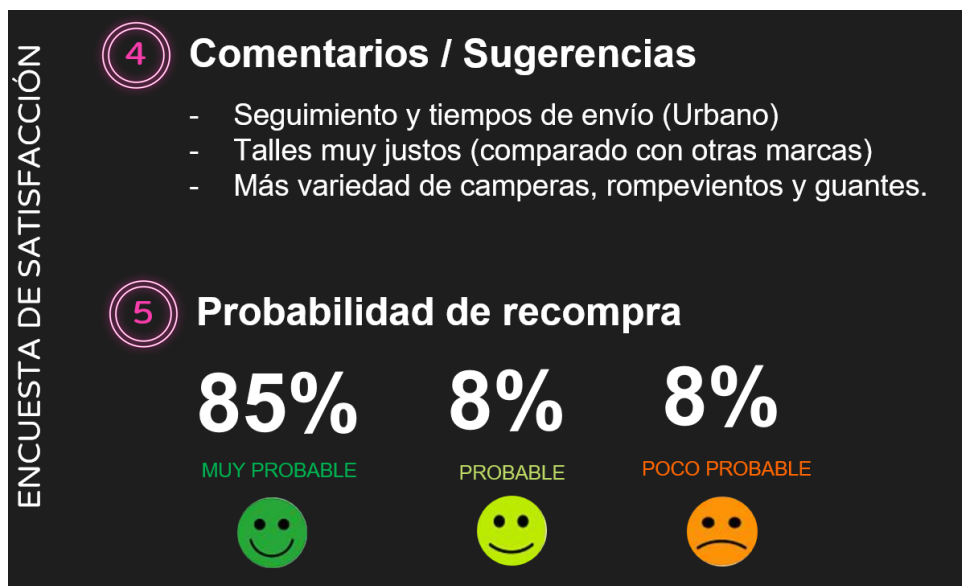 ENCUESTA DE SATISFACCIÓN
4 Comentarios / Sugerencias
- Seguimiento y tiempos de envío (Urbano)
- Talles muy justos (comparado con otras marcas)
- Más variedad de camperas, rompevientos y guantes.
5 Probabilidad de recompra
85% 8% 8%
MUY PROBABLE PROBABLE POCO PROBABLE